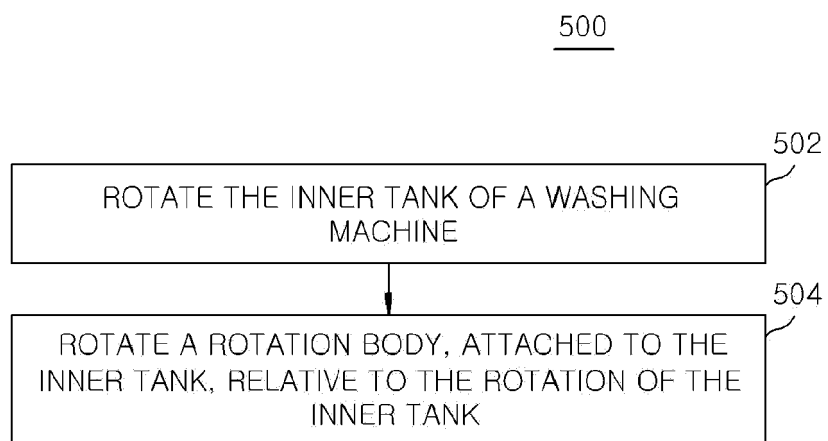 500
502
ROTATE THE INNER TANK OF A WASHING
MACHINE
504
ROTATE A ROTATION BODY, ATTACHED TO THE
INNER TANK, RELATIVE TO THE ROTATION OF THE
INNER TANK